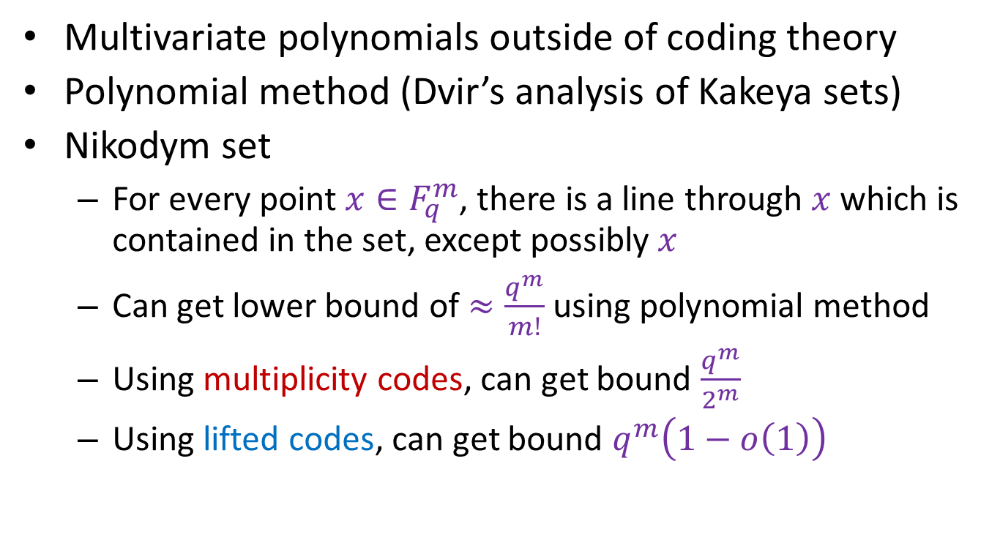 • Multivariate polynomials outside of coding theory
• Polynomial method (Dvir’s analysis of Kakeya sets)
• Nikodym set
– For every point $x \in F_q^m$, there is a line through $x$ which is
contained in the set, except possibly $x$
– Can get lower bound of $\approx \frac{q^m}{m!}$ using polynomial method
– Using multiplicity codes, can get bound $\frac{q^m}{2^m}$
– Using lifted codes, can get bound $q^m(1 - o(1))$